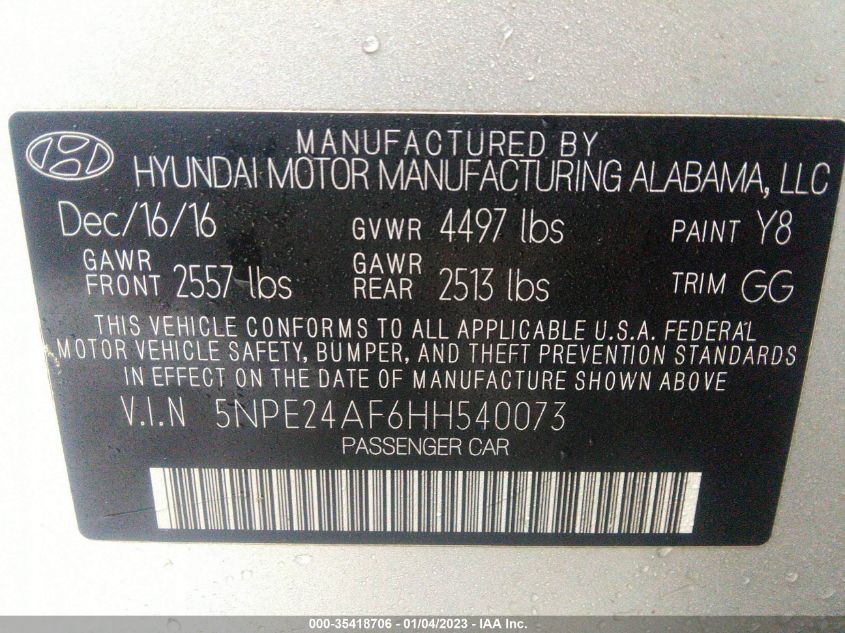 MANUFACTURED BY
HYUNDAI MOTOR MANUFACTURING ALABAMA, LLC
Dec/16/16 GVWR 4497 lbs PAINT Y8
GAWR FRONT 2557 lbs GAWR REAR 2513 lbs TRIM GG
THIS VEHICLE CONFORMS TO ALL APPLICABLE U.S.A. FEDERAL
MOTOR VEHICLE SAFETY, BUMPER, AND THEFT PREVENTION STANDARDS
IN EFFECT ON THE DATE OF MANUFACTURE SHOWN ABOVE
V.I.N 5NPE24AF6HH540073
PASSENGER CAR
000-35418706 - 01/04/2023 - IAA Inc.